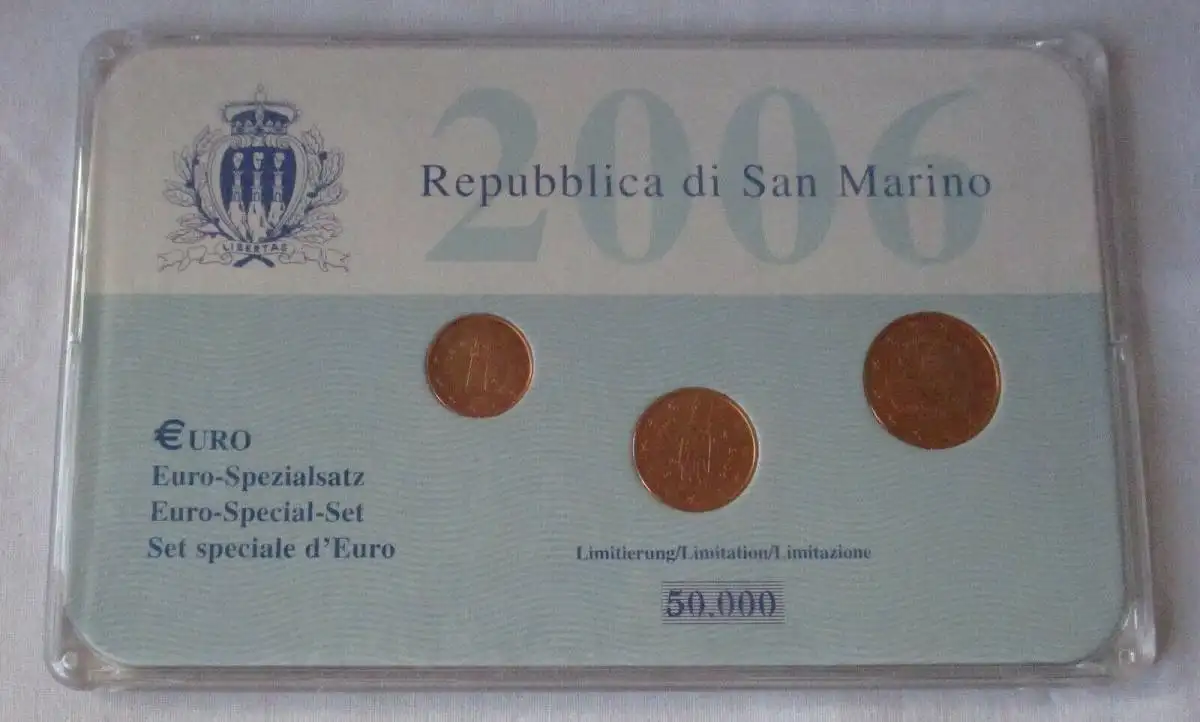 2006
Repubblica di San Marino
LIBERTAS
€URO
Euro-Spezialsatz
Euro-Special-Set
Set speciale d'Euro
Limitierung/Limitation/Limitazione
50.000